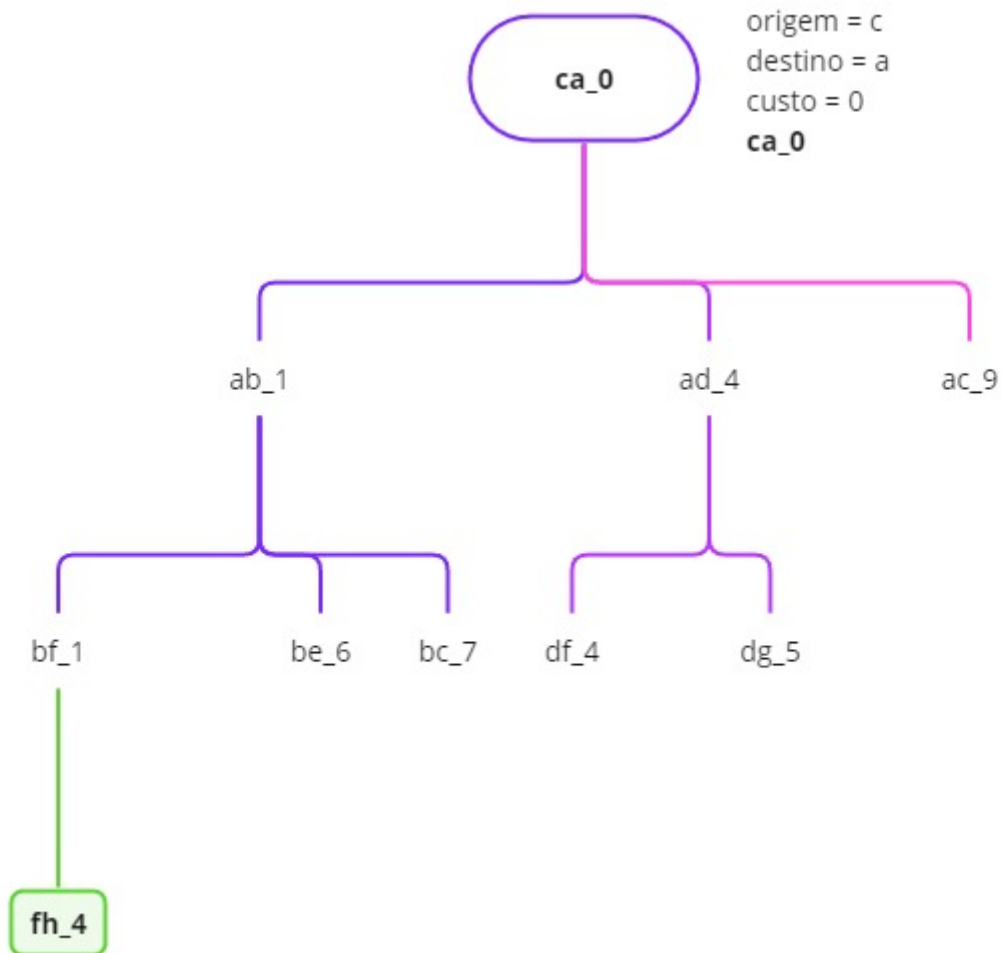 ca_0
origem = c
destino = a
custo = 0
ca_0
ab_1
ad_4
ac_9
bf_1
be_6
bc_7
df_4
dg_5
fh_4